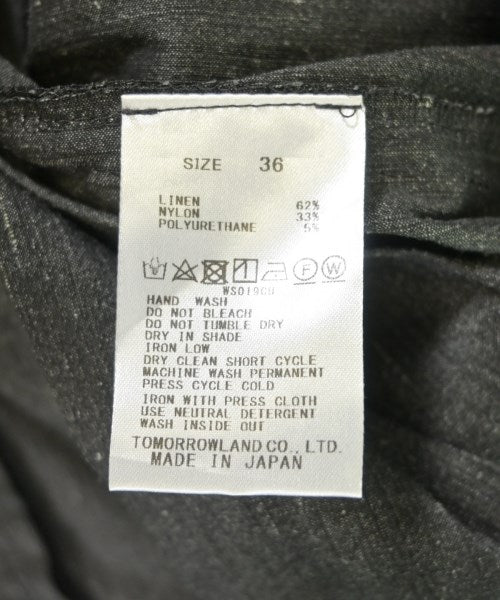 SIZE 36
LINEN 62%
NYLON 33%
POLYURETHANE 5%
F W
HAND WASH
DO NOT BLEACH
DO NOT TUMBLE DRY
DRY IN SHADE
IRON LOW
DRY CLEAN SHORT CYCLE
MACHINE WASH PERMANENT
PRESS CYCLE COLD
IRON WITH PRESS CLOTH
USE NEUTRAL DETERGENT
WASH INSIDE OUT
TOMORROWLAND CO., LTD.
MADE IN JAPAN